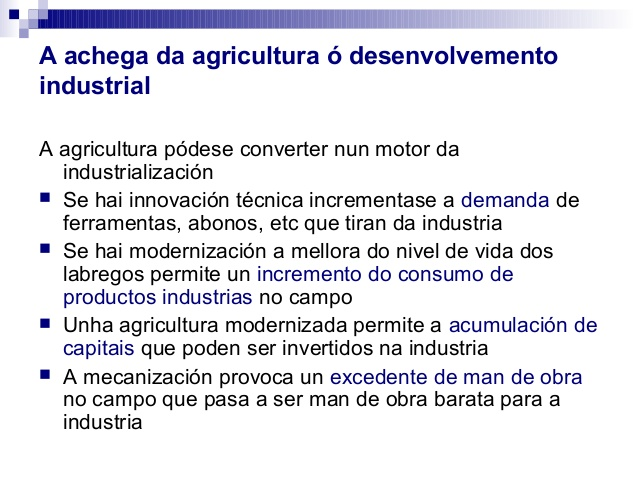 A achega da agricultura ó desenvolvemento
industrial
A agricultura pódese converter nun motor da
industrialización
Se hai innovación técnica incrementase a demanda de
ferramentas, abonos, etc que tiran da industria
Se hai modernización a mellora do nivel de vida dos
labregos permite un incremento do consumo de
productos industrias no campo
Unha agricultura modernizada permite a acumulación de
capitais que poden ser invertidos na industria
A mecanización provoca un excedente de man de obra
no campo que pasa a ser man de obra barata para a
industria